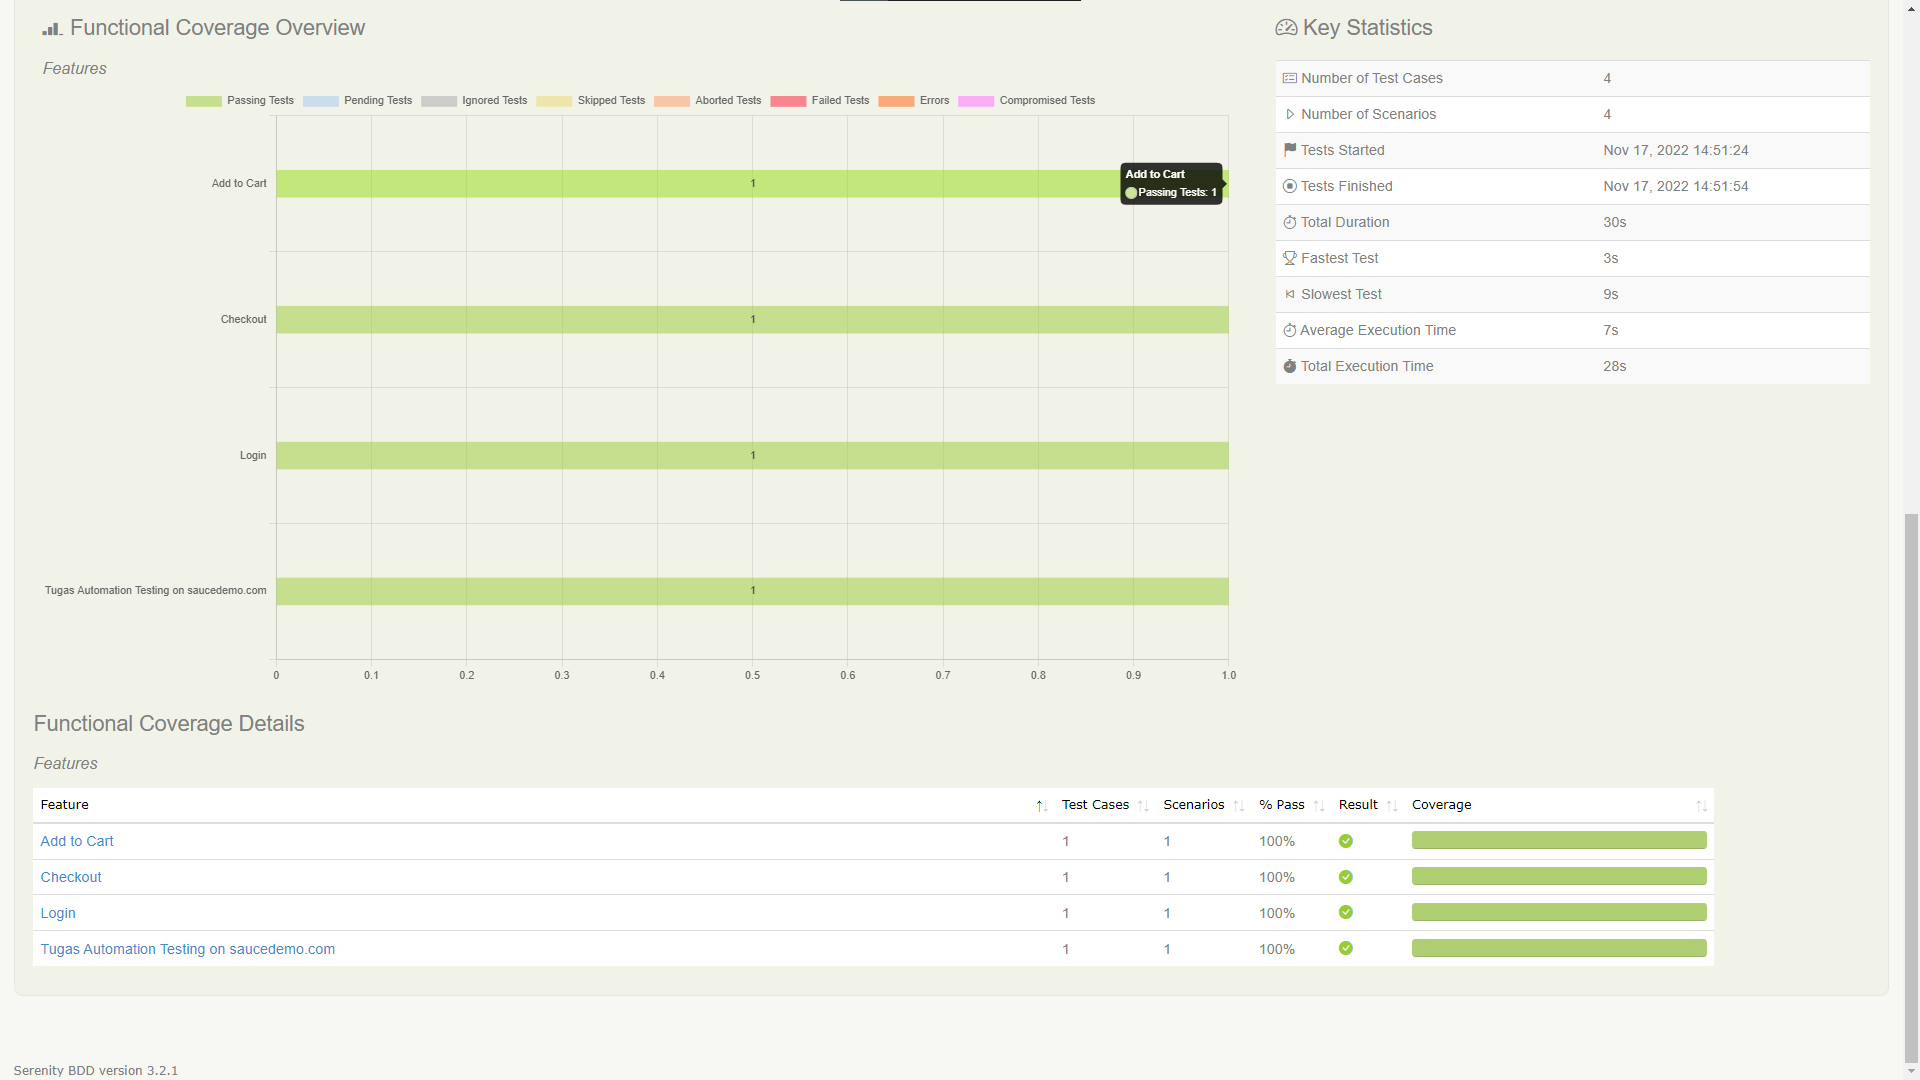 Functional Coverage Overview
Features
Passing Tests Pending Tests Ignored Tests Skipped Tests Aborted Tests Failed Tests Errors Compromised Tests
Add to Cart
1
Add to Cart
Passing Tests: 1
Checkout
1
Login
1
Tugas Automation Testing on saucedemo.com
1
0 0.1 0.2 0.3 0.4 0.5 0.6 0.7 0.8 0.9 1.0
Key Statistics
Number of Test Cases 4
Number of Scenarios 4
Tests Started Nov 17, 2022 14:51:24
Tests Finished Nov 17, 2022 14:51:54
Total Duration 30s
Fastest Test 3s
Slowest Test 9s
Average Execution Time 7s
Total Execution Time 28s
Functional Coverage Details
Features
Feature Test Cases Scenarios % Pass Result Coverage
Add to Cart 1 1 100%
Checkout 1 1 100%
Login 1 1 100%
Tugas Automation Testing on saucedemo.com 1 1 100%
Serenity BDD version 3.2.1